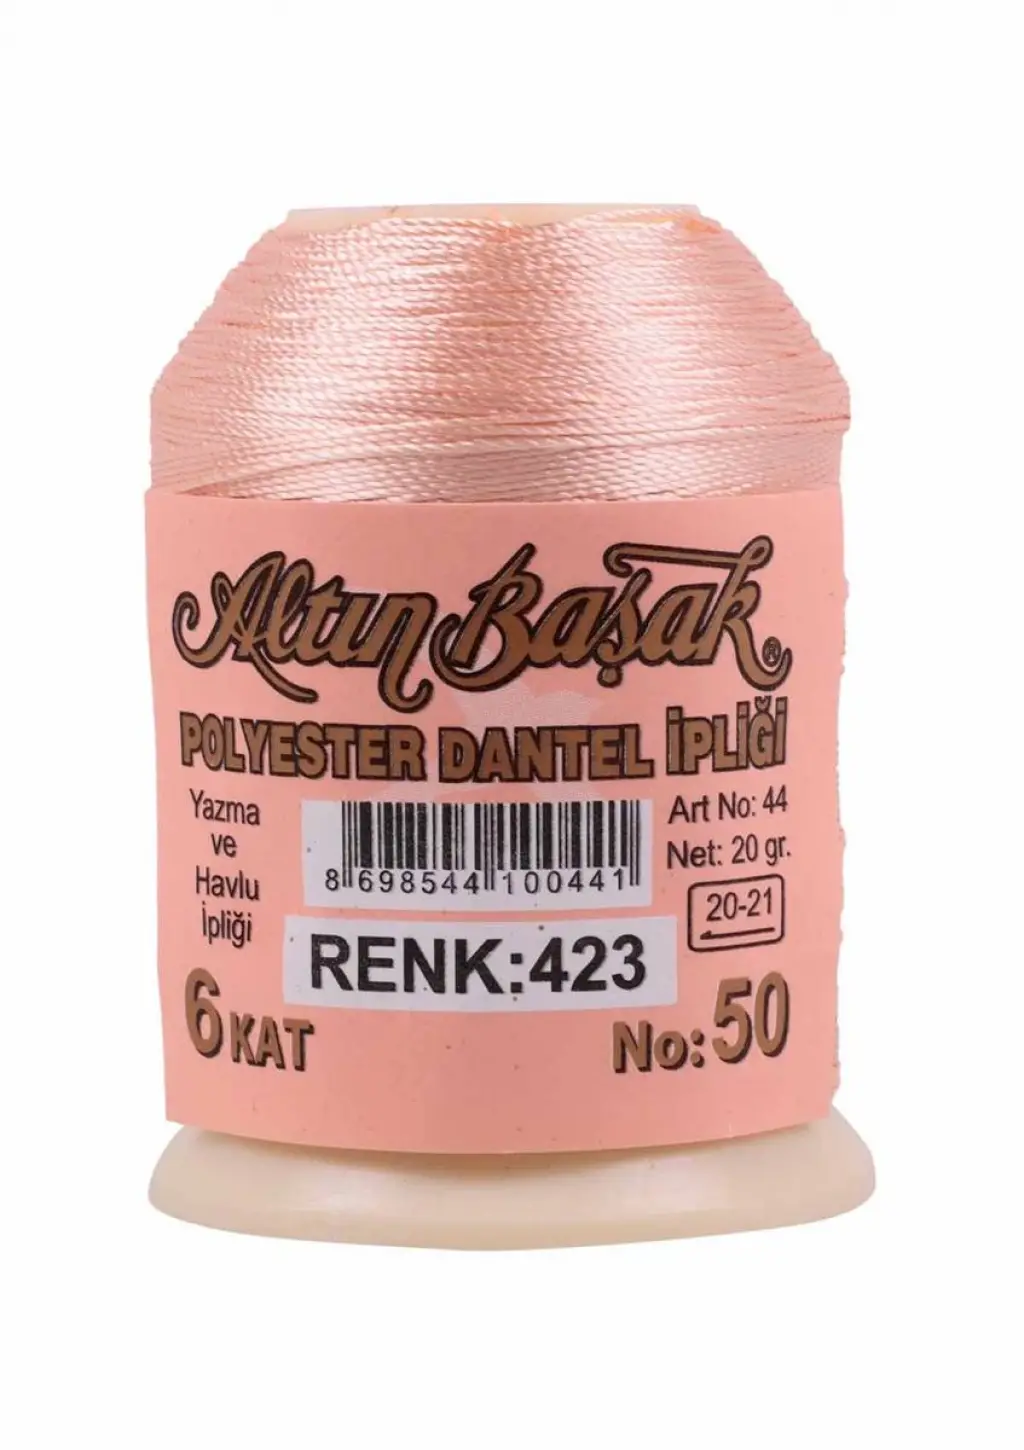 Altın Başak®
POLYESTER DANTEL İPLİĞİ
Yazma
ve
Havlu
İpliği
8 698544 100441
Art No: 44
Net: 20 gr.
20-21
RENK:423
6 KAT
No: 50